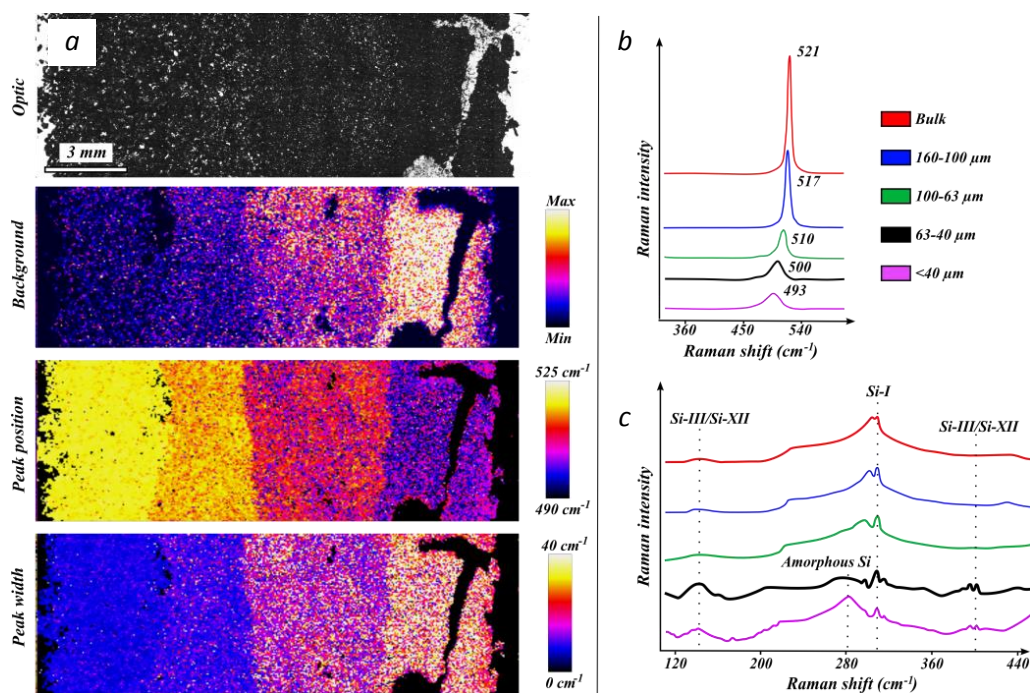 a
Optic
3 mm
Background
Max
Min
Peak position
525 cm⁻¹
490 cm⁻¹
Peak width
40 cm⁻¹
0 cm⁻¹
b
Raman intensity
521
517
510
500
493
360 450 540
Raman shift (cm⁻¹)
Bulk
160-100 µm
100-63 µm
63-40 µm
<40 µm
c
Raman intensity
Si-III/Si-XII
Si-I
Si-III/Si-XII
Amorphous Si
120 200 280 360 440
Raman shift (cm⁻¹)